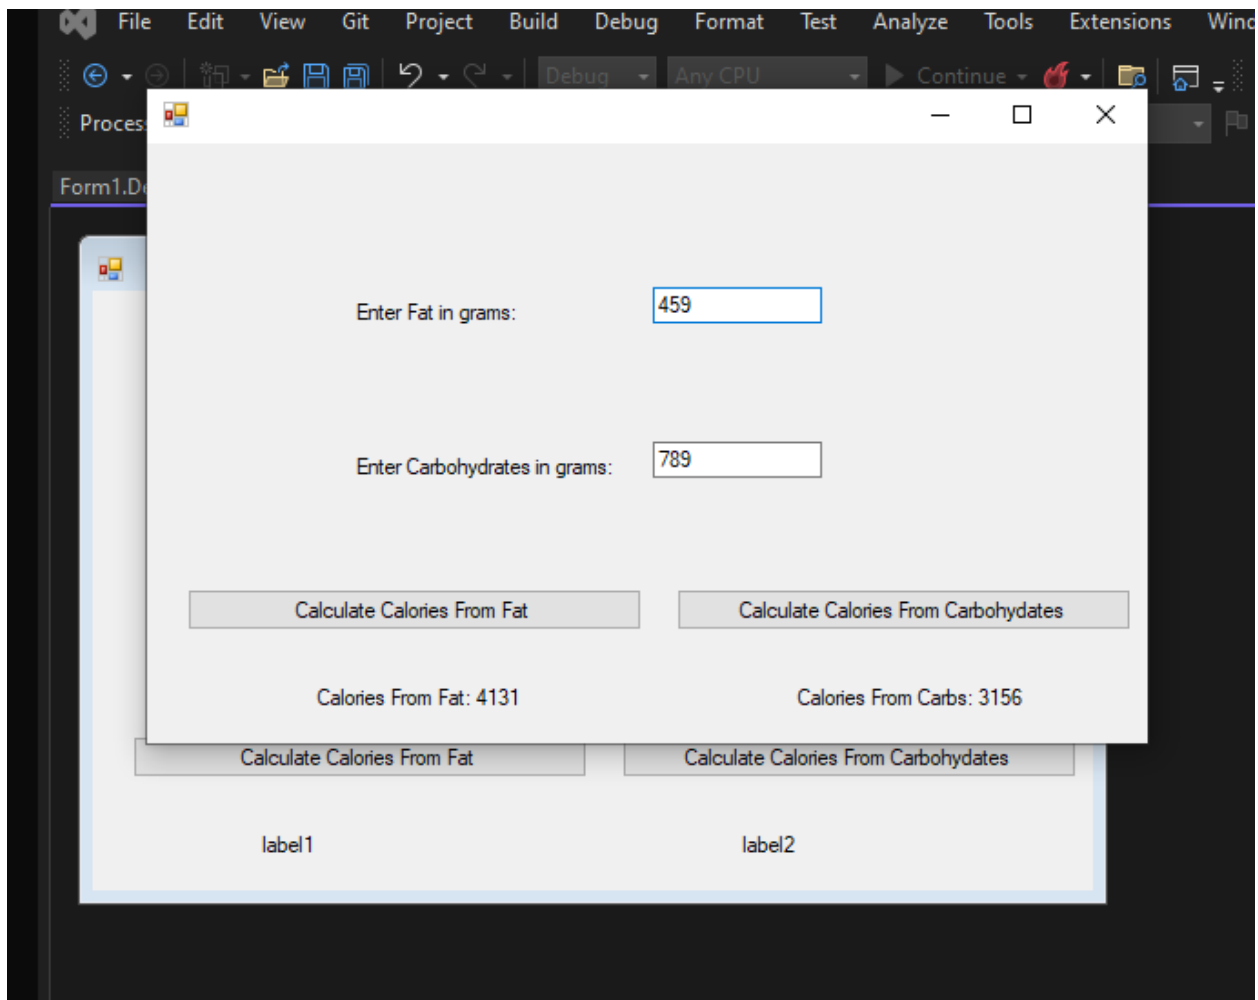 File Edit View Git Project Build Debug Format Test Analyze Tools Extensions
Debug Any CPU Continue
Form1.De
Enter Fat in grams: 459
Enter Carbohydrates in grams: 789
Calculate Calories From Fat Calculate Calories From Carbohydates
Calories From Fat: 4131 Calories From Carbs: 3156
Calculate Calories From Fat Calculate Calories From Carbohydates
label1 label2